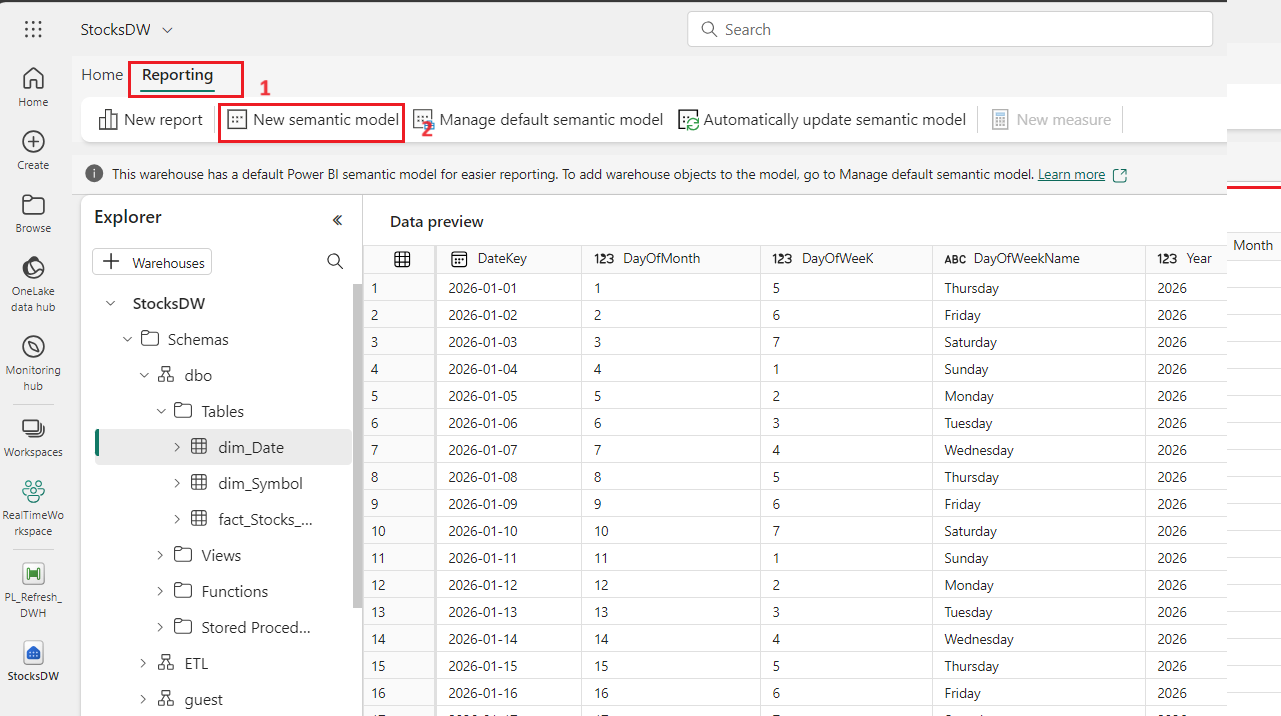 StocksDW
Search
Home
Reporting
1
New report
New semantic model
2
Manage default semantic model
Automatically update semantic model
New measure
This warehouse has a default Power BI semantic model for easier reporting. To add warehouse objects to the model, go to Manage default semantic model. Learn more
Home
Create
Browse
OneLake
data hub
Monitoring
hub
Workspaces
RealTimeWo
rkspace
PL_Refresh_
DWH
StocksDW
Explorer
Warehouses
StocksDW
Schemas
dbo
Tables
dim_Date
dim_Symbol
fact_Stocks_...
Views
Functions
Stored Proced...
ETL
guest
Data preview
123 DateKey 123 DayOfMonth 123 DayOfWeeK ABC DayOfWeekName 123 Year Month
1 2026-01-01 1 5 Thursday 2026
2 2026-01-02 2 6 Friday 2026
3 2026-01-03 3 7 Saturday 2026
4 2026-01-04 4 1 Sunday 2026
5 2026-01-05 5 2 Monday 2026
6 2026-01-06 6 3 Tuesday 2026
7 2026-01-07 7 4 Wednesday 2026
8 2026-01-08 8 5 Thursday 2026
9 2026-01-09 9 6 Friday 2026
10 2026-01-10 10 7 Saturday 2026
11 2026-01-11 11 1 Sunday 2026
12 2026-01-12 12 2 Monday 2026
13 2026-01-13 13 3 Tuesday 2026
14 2026-01-14 14 4 Wednesday 2026
15 2026-01-15 15 5 Thursday 2026
16 2026-01-16 16 6 Friday 2026